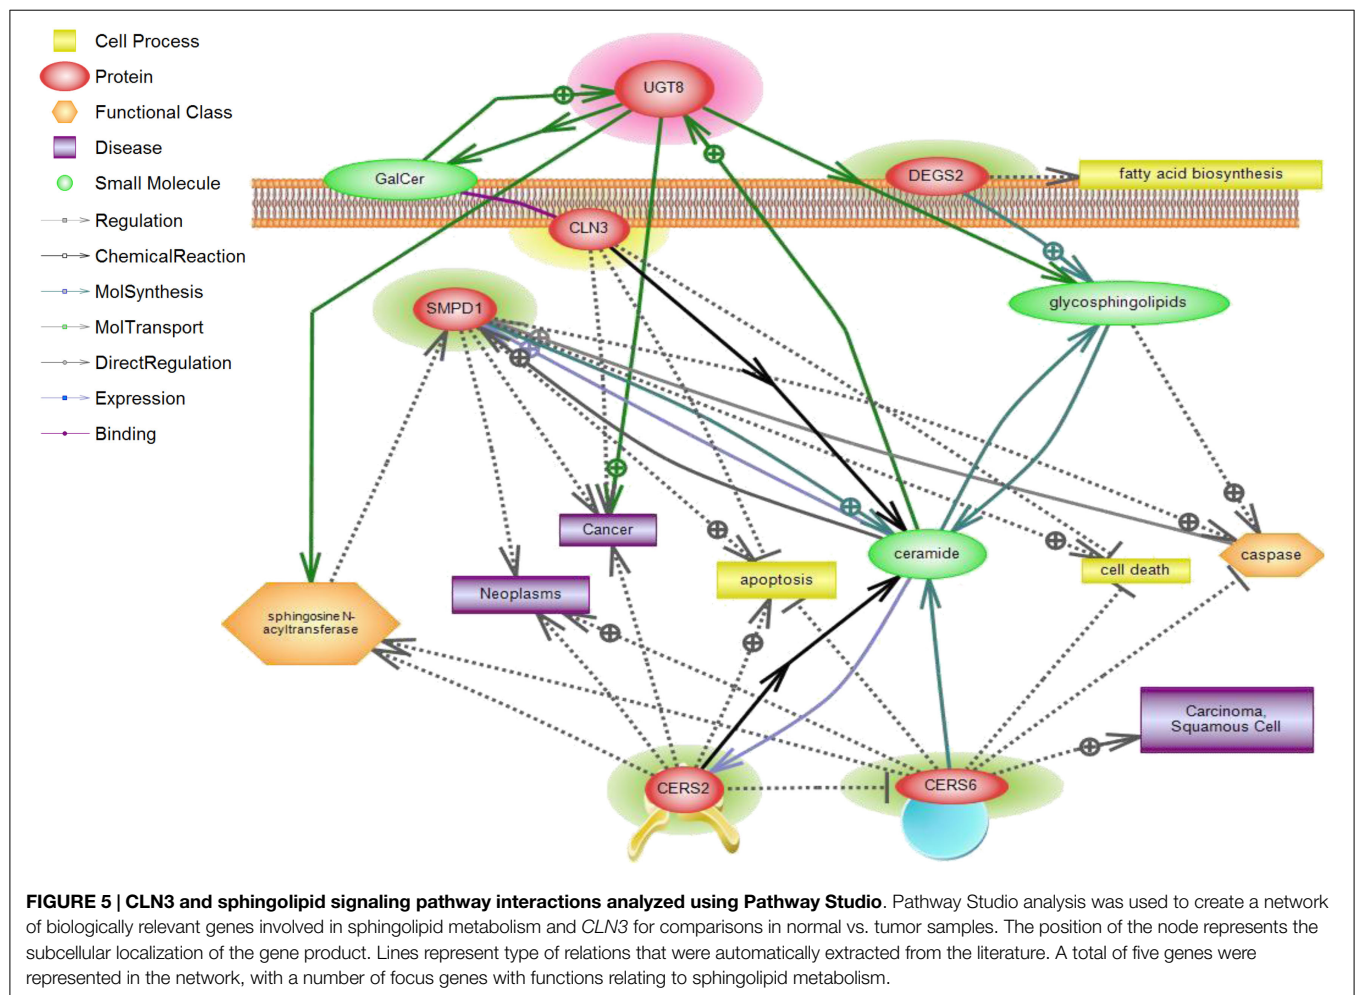 Cell Process
Protein
Functional Class
Disease
Small Molecule
Regulation
ChemicalReaction
MolSynthesis
MolTransport
DirectRegulation
Expression
Binding
UGT8
GalCer
DEGS2
fatty acid biosynthesis
CLN3
SMPD1
glycosphingolipids
Cancer
ceramide
caspase
apoptosis
cell death
Neoplasms
sphingosine N-
acyltransferase
Carcinoma,
Squamous Cell
CERS2
CERS6
FIGURE 5 | CLN3 and sphingolipid signaling pathway interactions analyzed using Pathway Studio. Pathway Studio analysis was used to create a network
of biologically relevant genes involved in sphingolipid metabolism and CLN3 for comparisons in normal vs. tumor samples. The position of the node represents the
subcellular localization of the gene product. Lines represent type of relations that were automatically extracted from the literature. A total of five genes were
represented in the network, with a number of focus genes with functions relating to sphingolipid metabolism.